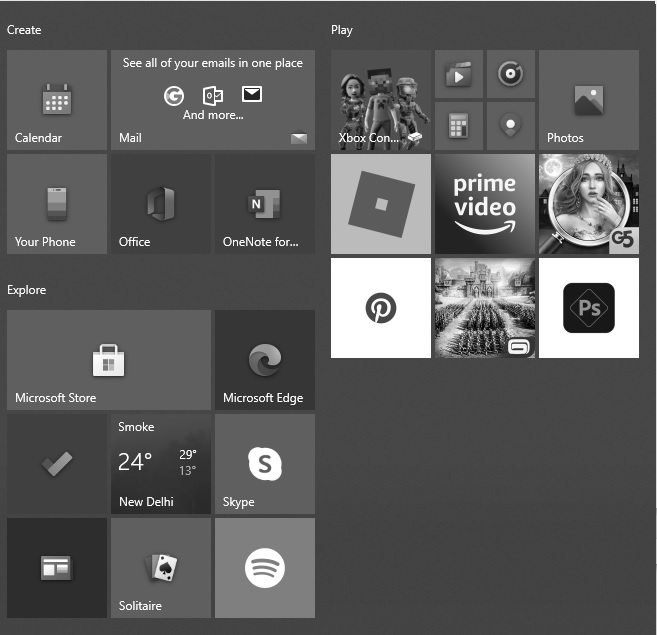 Create
See all of your emails in one place
And more...
Calendar
Mail
Your Phone
Office
N
OneNote for...
Explore
Microsoft Store
Microsoft Edge
Smoke
24°
29°
13°
New Delhi
S
Skype
Solitaire
Play
Xbox Con...
Photos
prime
video
G5
Ps